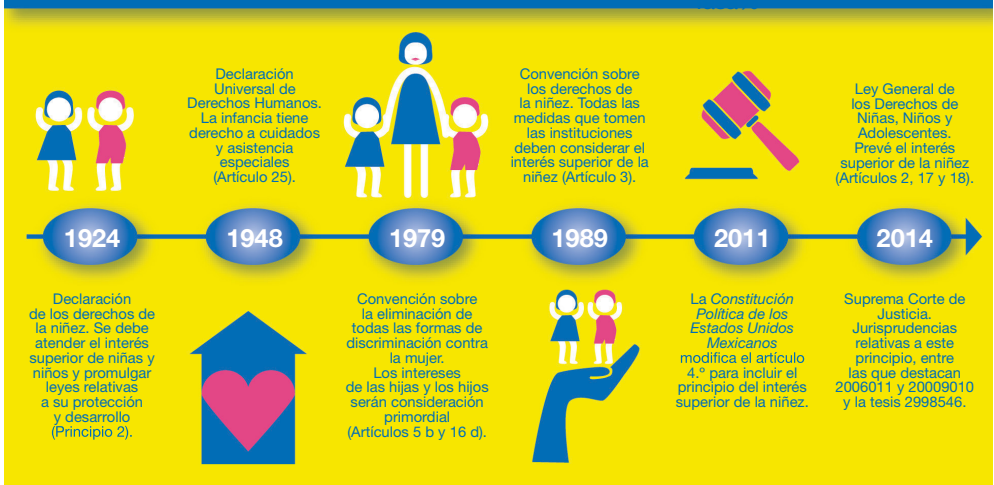 Declaración
Universal de
Derechos Humanos.
La infancia tiene
derecho a cuidados
y asistencia
especiales
(Artículo 25).
Convención sobre
los derechos de
la niñez. Todas las
medidas que tomen
las instituciones
deben considerar el
interés superior de la
niñez (Artículo 3).
Ley General de
los Derechos de
Niñas, Niños y
Adolescentes.
Prevé el interés
superior de la niñez
(Artículos 2, 17 y 18).
1924
1948
1979
1989
2011
2014
Declaración
de los derechos de
la niñez. Se debe
atender el interés
superior de niñas y
niños y promulgar
leyes relativas
a su protección
y desarrollo
(Principio 2).
Convención sobre
la eliminación de
todas las formas de
discriminación contra
la mujer.
Los intereses
de las hijas y los hijos
serán consideración
primordial
(Artículos 5 b y 16 d).
La Constitución
Política de los
Estados Unidos
Mexicanos
modifica el artículo
4.º para incluir el
principio del interés
superior de la niñez.
Suprema Corte de
Justicia.
Jurisprudencias
relativas a este
principio, entre
las que destacan
2006011 y 20009010
y la tesis 2998546.